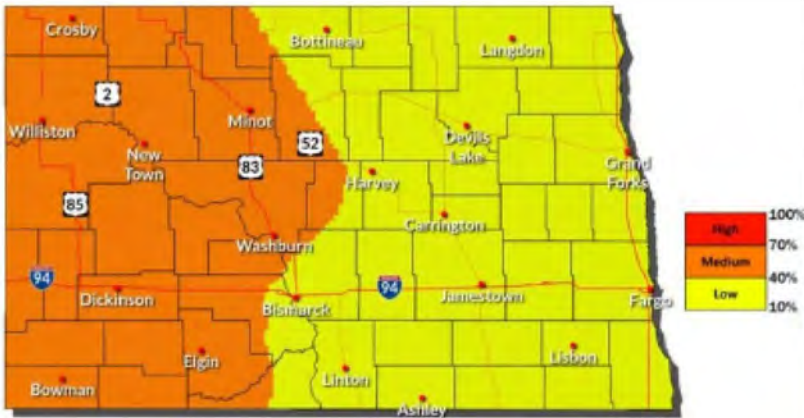 Crosby
Bottineau
Langdon
2
Williston
Minot
New
Town
52
83
Devils
Lake
Grand
Forks
Harvey
85
Carrington
Washburn
94
Dickinson
Bismarck
94
Jamestown
Fargo
Elgin
Lisbon
Bowman
Linton
Ashley
High
Medium
Low
100%
70%
40%
10%